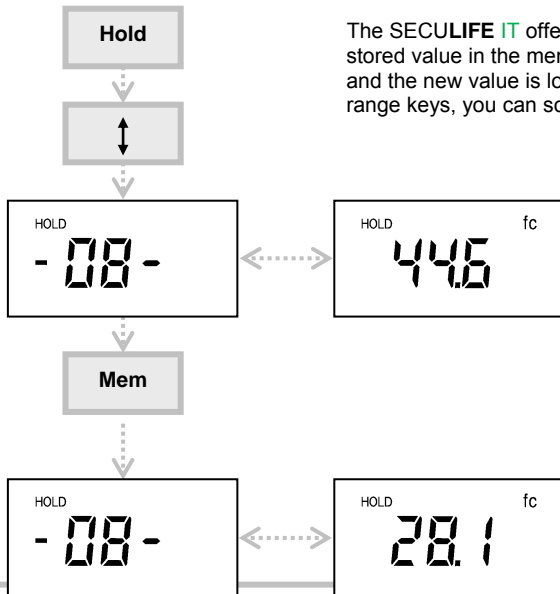 Hold
The SECULIFE IT offe
stored value in the mer
and the new value is lo
range keys, you can sc
HOLD
- 08 -
HOLD fc
44.6
Mem
HOLD
- 08 -
HOLD fc
28.1